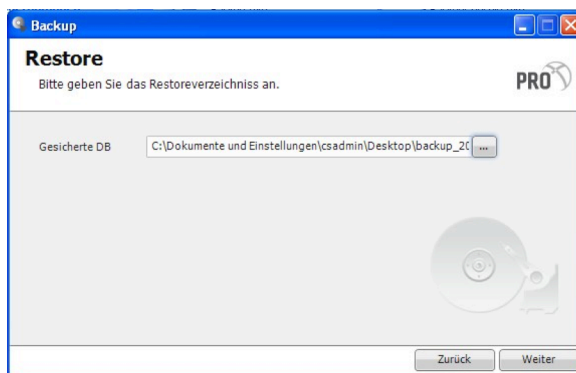 Backup
Restore
Bitte geben Sie das Restoreverzeichniss an.
PRO
Gesicherte DB
C:\Dokumente und Einstellungen\csadmin\Desktop\backup_20
...
Zurück
Weiter